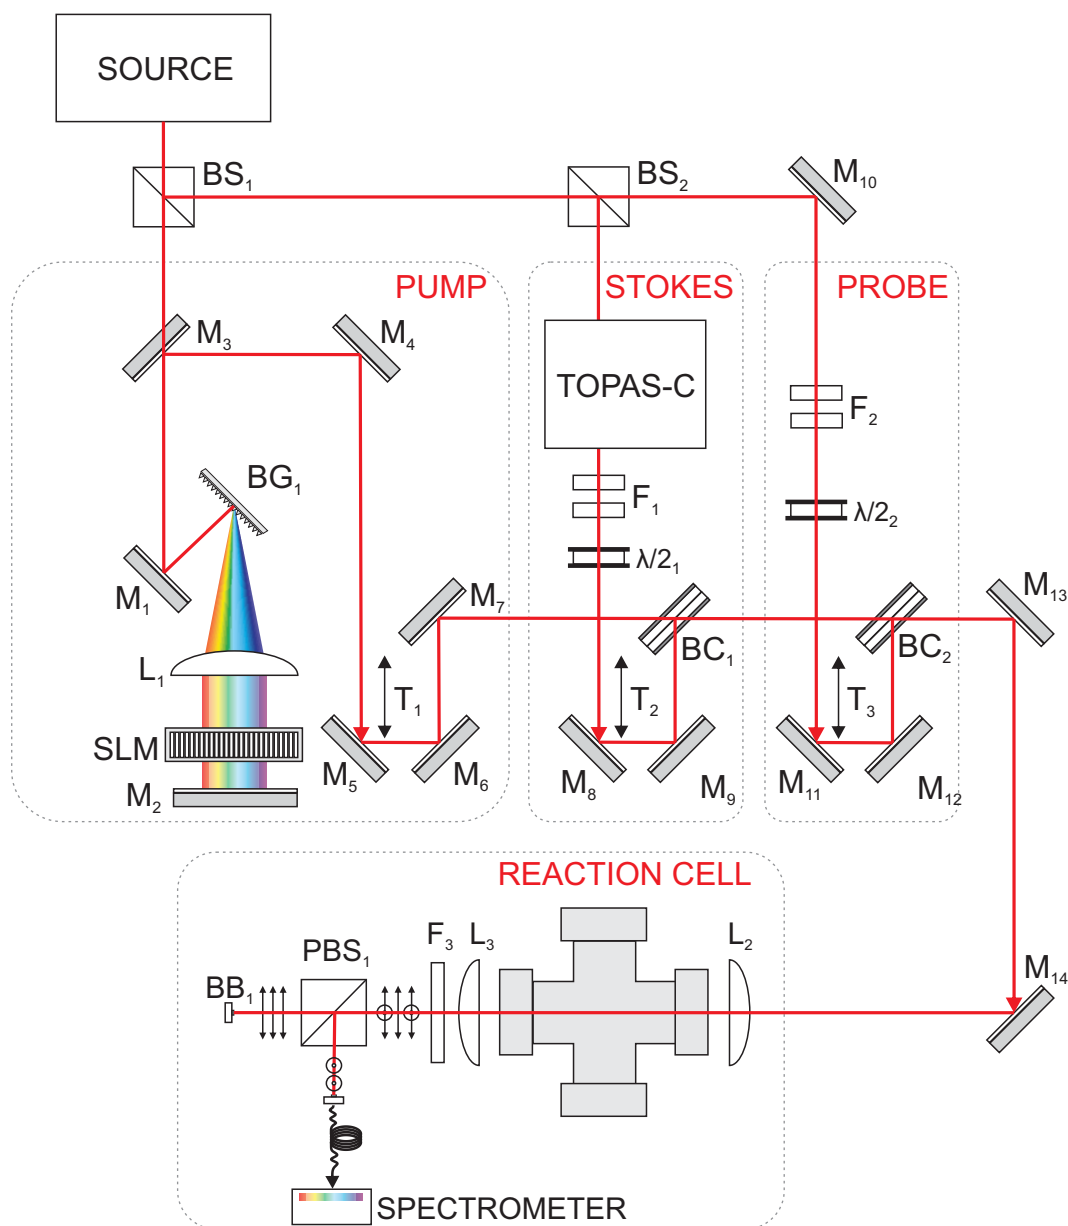 SOURCE
BS1
BS2
M10
PUMP
STOKES
PROBE
M3
M4
TOPAS-C
F2
BG1
F1
λ/22
λ/21
M1
M7
M13
L1
BC1
BC2
T1
T2
T3
SLM
M2
M5
M6
M8
M9
M11
M12
REACTION CELL
PBS1
F3
L3
L2
BB1
M14
SPECTROMETER